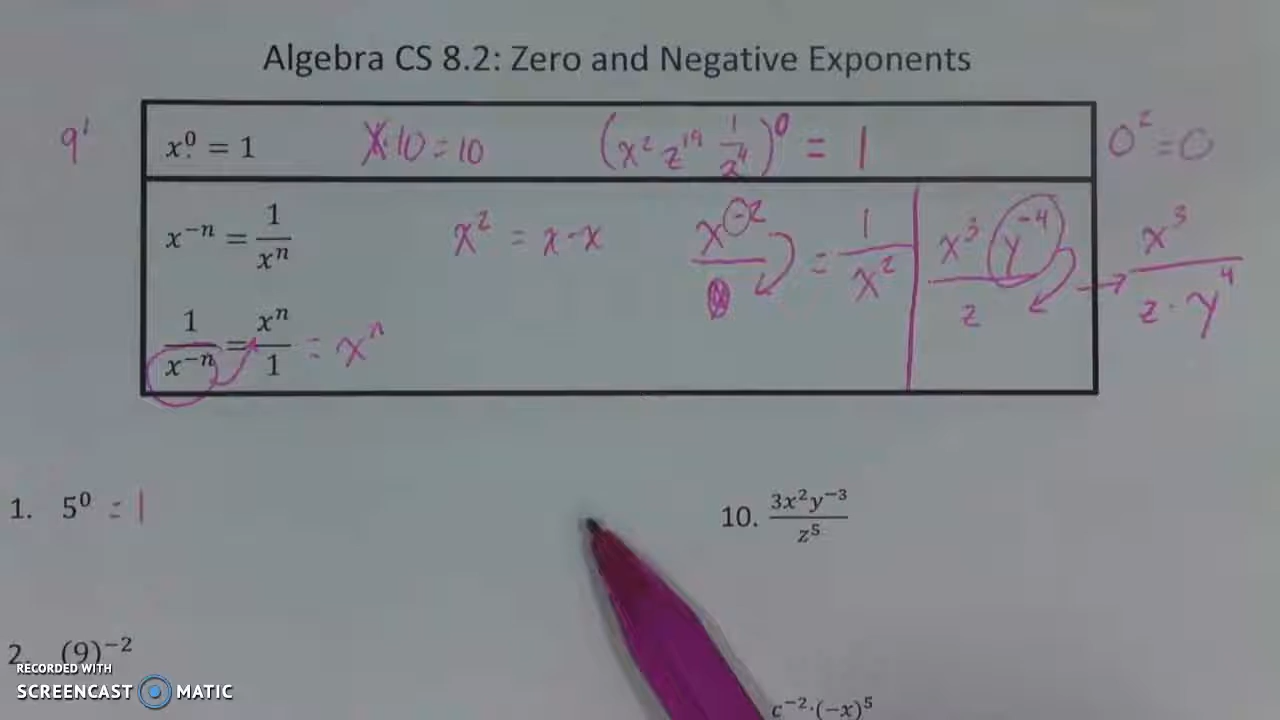 Algebra CS 8.2: Zero and Negative Exponents
9¹
x⁰ = 1
X·10 = 10
(x² z¹⁹ 1/z⁴)⁰ = 1
0² = 0
x⁻ⁿ = 1/xⁿ
x² = x·x
x⁻² = 1/x²
x³ y⁻⁴ / z → x³ / z · y⁴
1/x⁻ⁿ = xⁿ/1 = xⁿ
1. 5⁰ = 1
10. 3x²y⁻³ / z⁵
2. (9)⁻²
c⁻²·(−x)⁵
RECORDED WITH
SCREENCAST MATIC